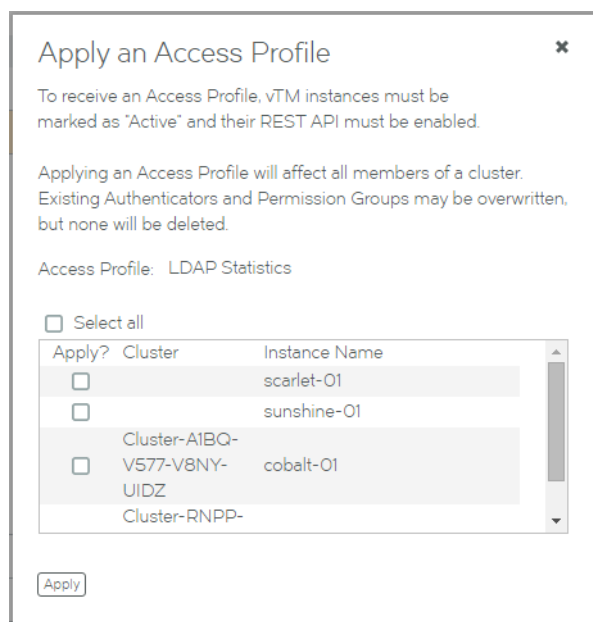 Apply an Access Profile
To receive an Access Profile, vTM instances must be
marked as "Active" and their REST API must be enabled.
Applying an Access Profile will affect all members of a cluster.
Existing Authenticators and Permission Groups may be overwritten,
but none will be deleted.
Access Profile: LDAP Statistics
Select all
Apply? Cluster Instance Name
scarlet-01
sunshine-01
Cluster-A1BQ-
V577-V8NY- cobalt-01
UIDZ
Cluster-RNPP-
Apply